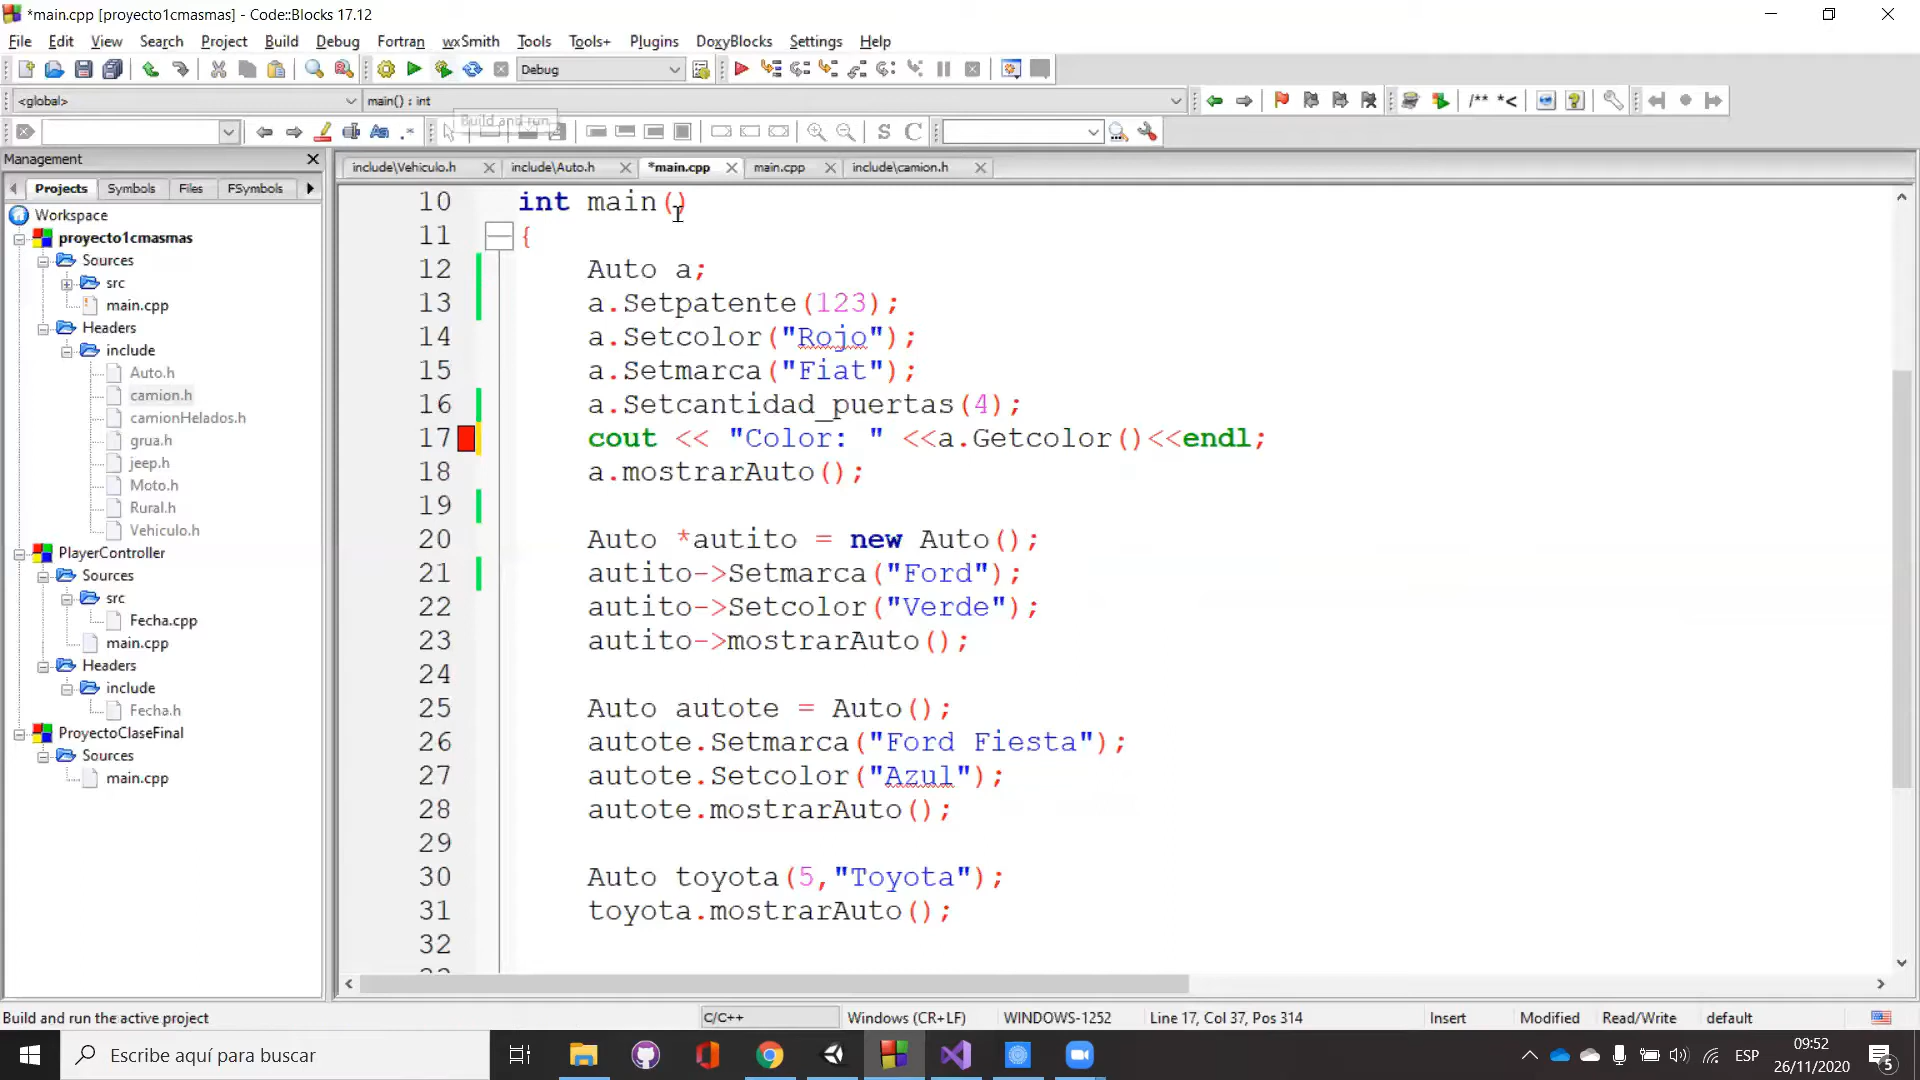 *main.cpp [proyecto1cmasmas] - Code::Blocks 17.12
File Edit View Search Project Build Debug Fortran wxSmith Tools Tools+ Plugins DoxyBlocks Settings Help
Debug
<global> main() : int
/** *<
Build and run
S C
Management
include\Vehiculo.h include\Auto.h *main.cpp main.cpp include\camion.h
Projects Symbols Files FSymbols
Workspace
proyecto1cmasmas
Sources
src
main.cpp
Headers
include
Auto.h
camion.h
camionHelados.h
grua.h
jeep.h
Moto.h
Rural.h
Vehiculo.h
PlayerController
Sources
src
Fecha.cpp
main.cpp
Headers
include
Fecha.h
ProyectoClaseFinal
Sources
main.cpp
10 int main()
11 {
12 Auto a;
13 a.Setpatente(123);
14 a.Setcolor("Rojo");
15 a.Setmarca("Fiat");
16 a.Setcantidad_puertas(4);
17 cout << "Color: " <<a.Getcolor()<<endl;
18 a.mostrarAuto();
19
20 Auto *autito = new Auto();
21 autito->Setmarca("Ford");
22 autito->Setcolor("Verde");
23 autito->mostrarAuto();
24
25 Auto autote = Auto();
26 autote.Setmarca("Ford Fiesta");
27 autote.Setcolor("Azul");
28 autote.mostrarAuto();
29
30 Auto toyota(5,"Toyota");
31 toyota.mostrarAuto();
32
Build and run the active project C/C++ Windows (CR+LF) WINDOWS-1252 Line 17, Col 37, Pos 314 Insert Modified Read/Write default
Escribe aquí para buscar
ESP
09:52
26/11/2020
5